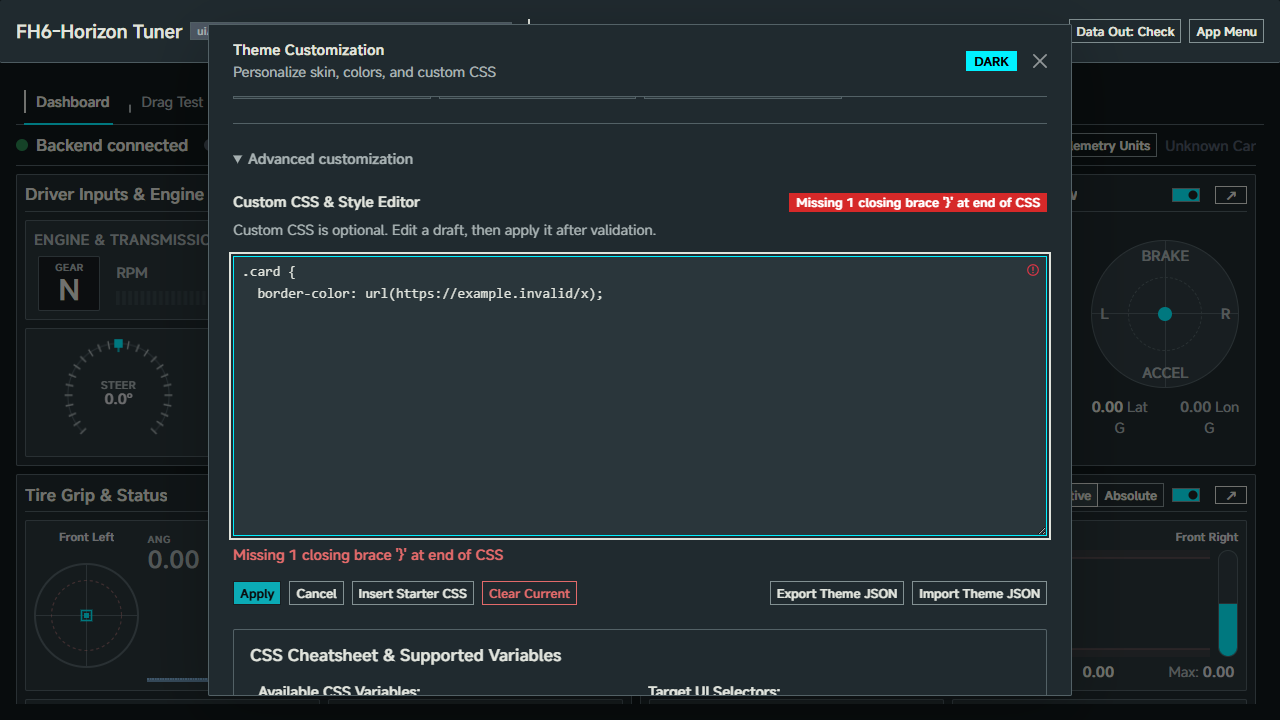 FH6-Horizon Tuner
ui.
Data Out: Check
App Menu
Theme Customization
Personalize skin, colors, and custom CSS
DARK
Dashboard
Drag Test
Backend connected
lemetry Units
Unknown Car
Advanced customization
Driver Inputs & Engine
Custom CSS & Style Editor
Missing 1 closing brace '}' at end of CSS
Custom CSS is optional. Edit a draft, then apply it after validation.
ENGINE & TRANSMISSIO
GEAR
N
RPM
.card {
border-color: url(https://example.invalid/x);
BRAKE
L
R
ACCEL
STEER
0.0°
0.00 Lat
G
0.00 Lon
G
Tire Grip & Status
tive
Absolute
Front Left
ANG
0.00
Front Right
Missing 1 closing brace '}' at end of CSS
Apply
Cancel
Insert Starter CSS
Clear Current
Export Theme JSON
Import Theme JSON
CSS Cheatsheet & Supported Variables
0.00
Max: 0.00
Available CSS Variables:
Target UI Selectors: